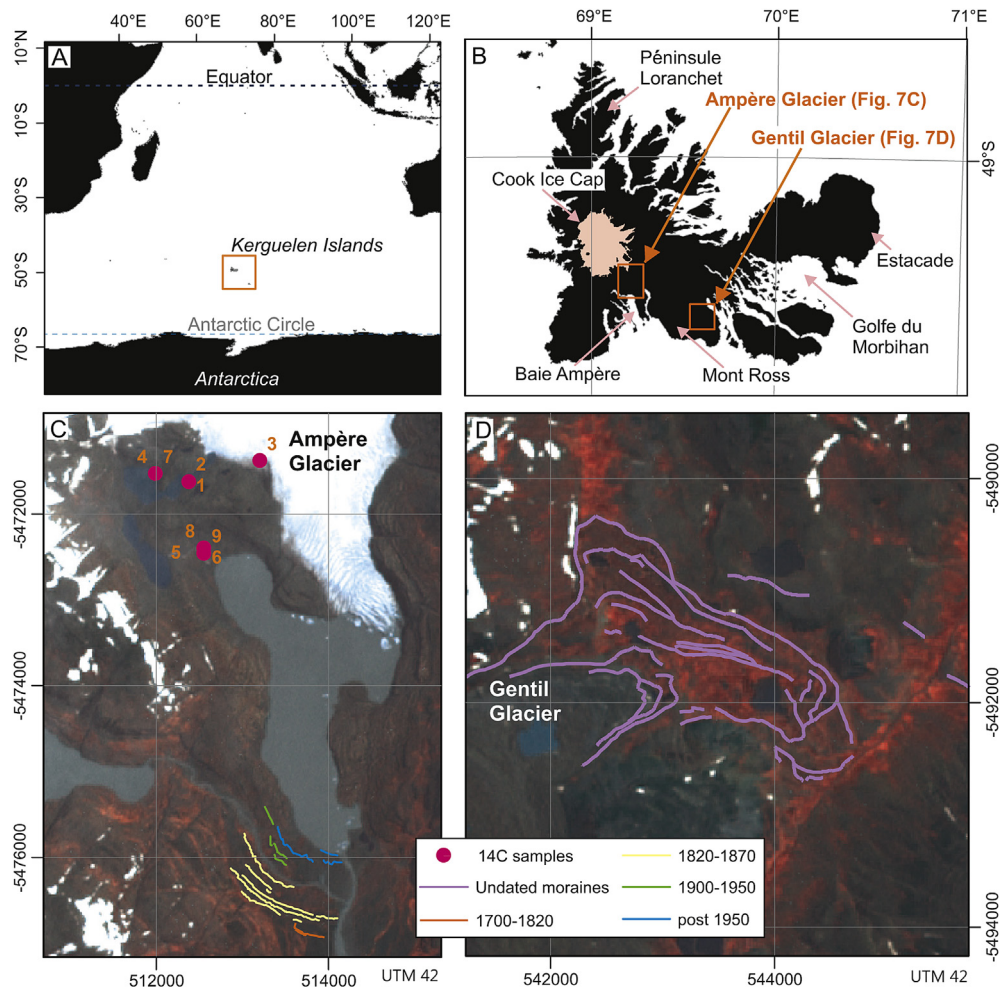 40°E 60°E 80°E 100°E 120°E
10°N
A
Equator
10°S
20°S
30°S
Kerguelen Islands
50°S
Antarctic Circle
70°S
Antarctica
69°E 70°E 71°E
B
Péninsule
Loranchet
Ampère Glacier (Fig. 7C)
Gentil Glacier (Fig. 7D)
49°S
Cook Ice Cap
Estacade
Golfe du
Morbihan
Baie Ampère
Mont Ross
C
Ampère
Glacier
3
4 7 2
1
8 9
5 6
-5472000
-5474000
-5476000
512000 514000
UTM 42
D
Gentil
Glacier
-5490000
-5492000
-5494000
542000 544000
UTM 42
14C samples
Undated moraines
1700-1820
1820-1870
1900-1950
post 1950